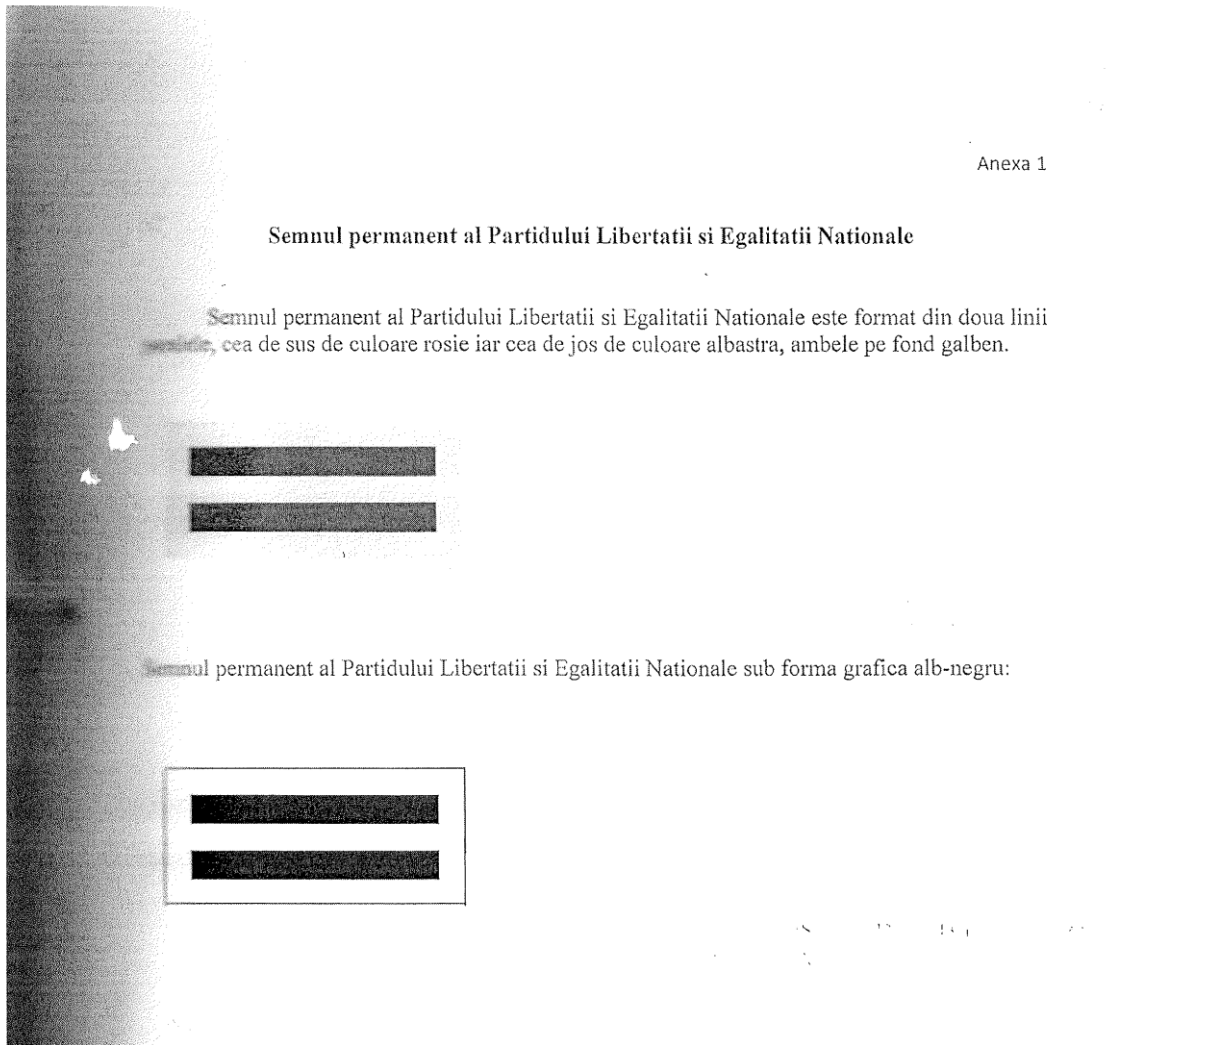 Anexa 1
Semnul permanent al Partidului Libertatii si Egalitatii Nationale
Semnul permanent al Partidului Libertatii si Egalitatii Nationale este format din doua linii
cea de sus de culoare rosie iar cea de jos de culoare albastra, ambele pe fond galben.
Semnul permanent al Partidului Libertatii si Egalitatii Nationale sub forma grafica alb-negru: